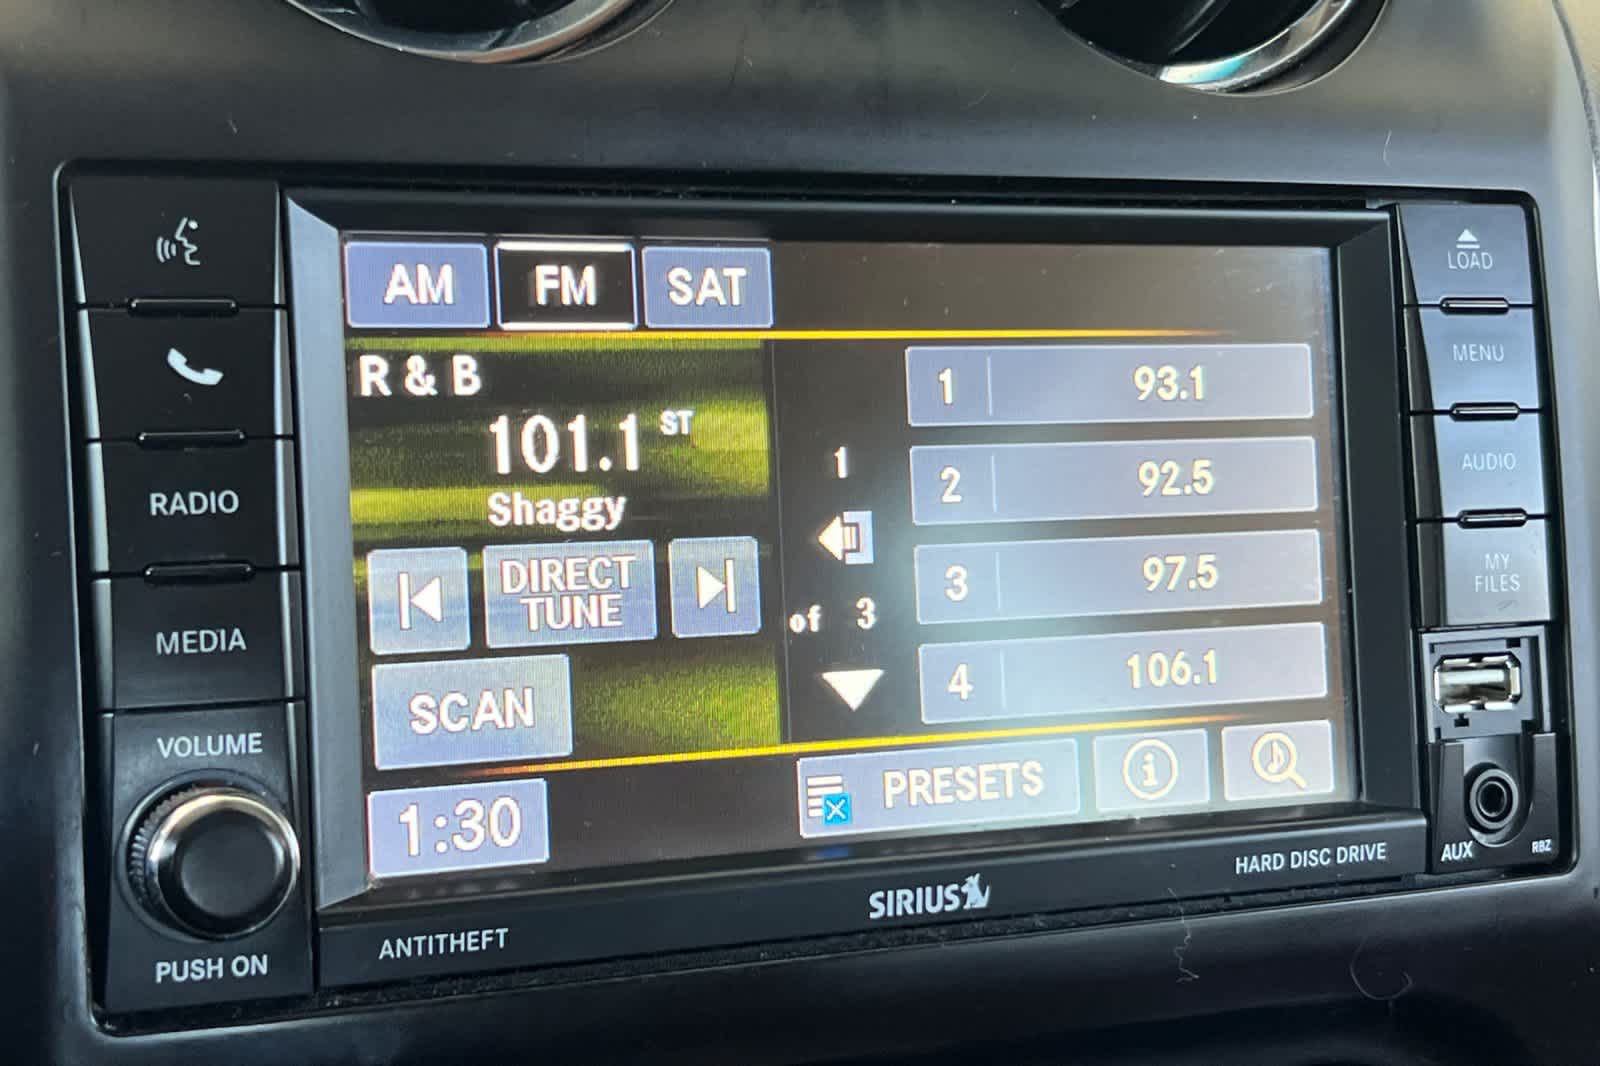 AM FM SAT
R & B
101.1 ST
Shaggy
DIRECT
TUNE
SCAN
1:30
1
of 3
1 93.1
2 92.5
3 97.5
4 106.1
PRESETS
i
RADIO
MEDIA
VOLUME
PUSH ON
ANTITHEFT
SIRIUS
HARD DISC DRIVE
LOAD
MENU
AUDIO
MY
FILES
AUX
RBZ